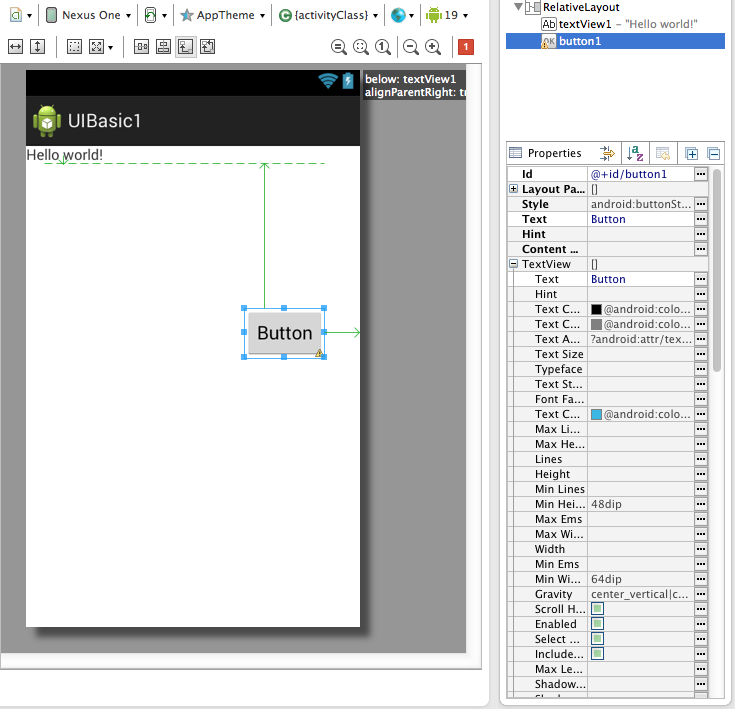 Nexus One AppTheme {activityClass} 19
1
below: textView1
alignParentRight: tr
UIBasic1
Hello world!
Button
RelativeLayout
Ab textView1 – "Hello world!"
OK button1
Properties
Id @+id/button1
Layout Pa... []
Style android:buttonSt...
Text Button
Hint
Content ...
TextView []
Text Button
Hint
Text C... @android:colo...
Text C... @android:colo...
Text A... ?android:attr/tex...
Text Size
Typeface
Text St...
Font Fa...
Text C... @android:colo...
Max Li...
Max He...
Lines
Height
Min Lines
Min Hei... 48dip
Max Ems
Max Wi...
Width
Min Ems
Min Wi... 64dip
Gravity center_vertical|c...
Scroll H...
Enabled
Select ...
Include...
Max Le...
Shadow...